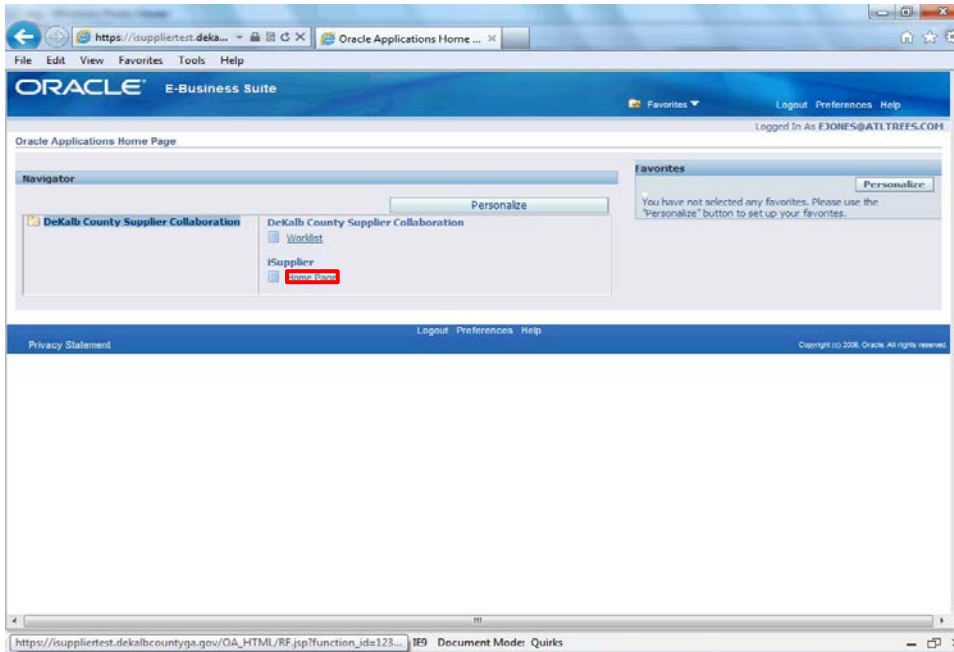 https://isuppliertest.deka...
Oracle Applications Home ...
File Edit View Favorites Tools Help
ORACLE E-Business Suite
Favorites
Logout Preferences Help
Logged In As EJONES@ATLTREES.COM
Oracle Applications Home Page
Navigator
Personalize
DeKalb County Supplier Collaboration
DeKalb County Supplier Collaboration
Worklist
iSupplier
Home Page
Favorites
Personalize
You have not selected any favorites. Please use the
"Personalize" button to set up your favorites.
Logout Preferences Help
Privacy Statement
Copyright (c) 2006, Oracle. All rights reserved.
https://isuppliertest.dekalbcountyga.gov/OA_HTML/RF.jsp?function_id=123...
IE9 Document Mode: Quirks